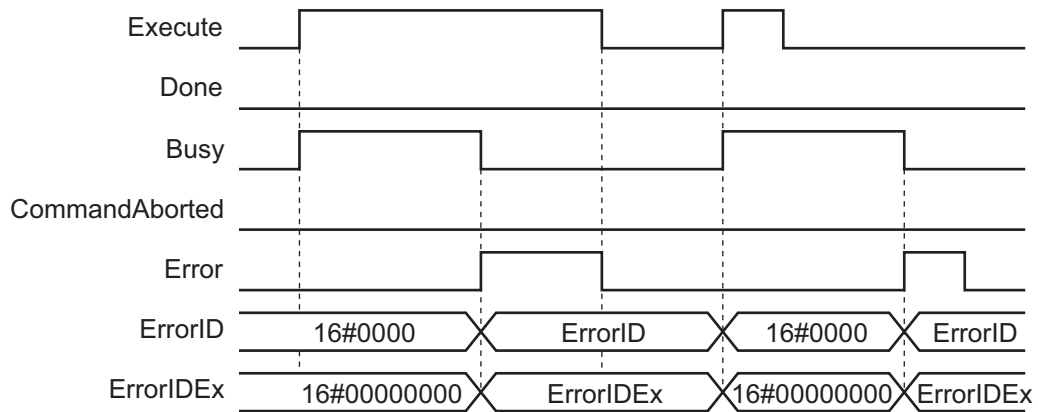 Execute
Done
Busy
CommandAborted
Error
ErrorID 16#0000 ErrorID 16#0000 ErrorID
ErrorIDEx 16#00000000 ErrorIDEx 16#00000000 ErrorIDEx